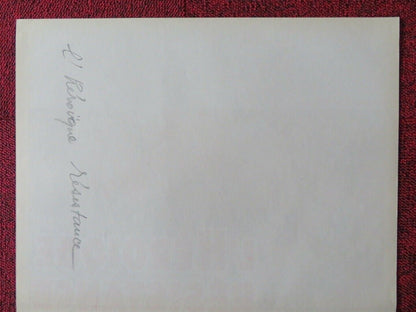 l' héroïque résistance